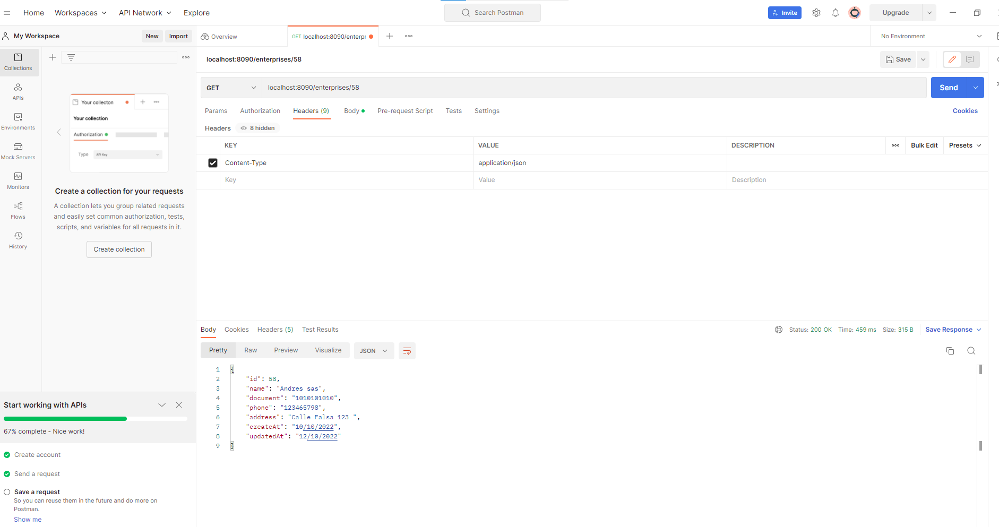 Home Workspaces API Network Explore Search Postman Invite Upgrade
My Workspace New Import Overview GET localhost:8090/enterpr No Environment
Collections
APIs
Environments
Mock Servers
Monitors
Flows
History
Your collecton
Your collection
Authorization
Type API Key
Create a collection for your requests
A collection lets you group related requests
and easily set common authorization, tests,
scripts, and variables for all requests in it.
Create collection
Start working with APIs
67% complete - Nice work!
Create account
Send a request
Save a request
So you can reuse them in the future and do more on
Postman.
Show me
localhost:8090/enterprises/58 Save
GET localhost:8090/enterprises/58 Send
Params Authorization Headers (9) Body Pre-request Script Tests Settings Cookies
Headers 8 hidden
KEY VALUE DESCRIPTION Bulk Edit Presets
Content-Type application/json
Key Value Description
Body Cookies Headers (5) Test Results Status: 200 OK Time: 459 ms Size: 315 B Save Response
Pretty Raw Preview Visualize JSON
1 {
2 "id": 58,
3 "name": "Andres sas",
4 "document": "1010101010",
5 "phone": "123465798",
6 "address": "Calle Falsa 123 ",
7 "createAt": "10/10/2022",
8 "updatedAt": "12/10/2022"
9 }